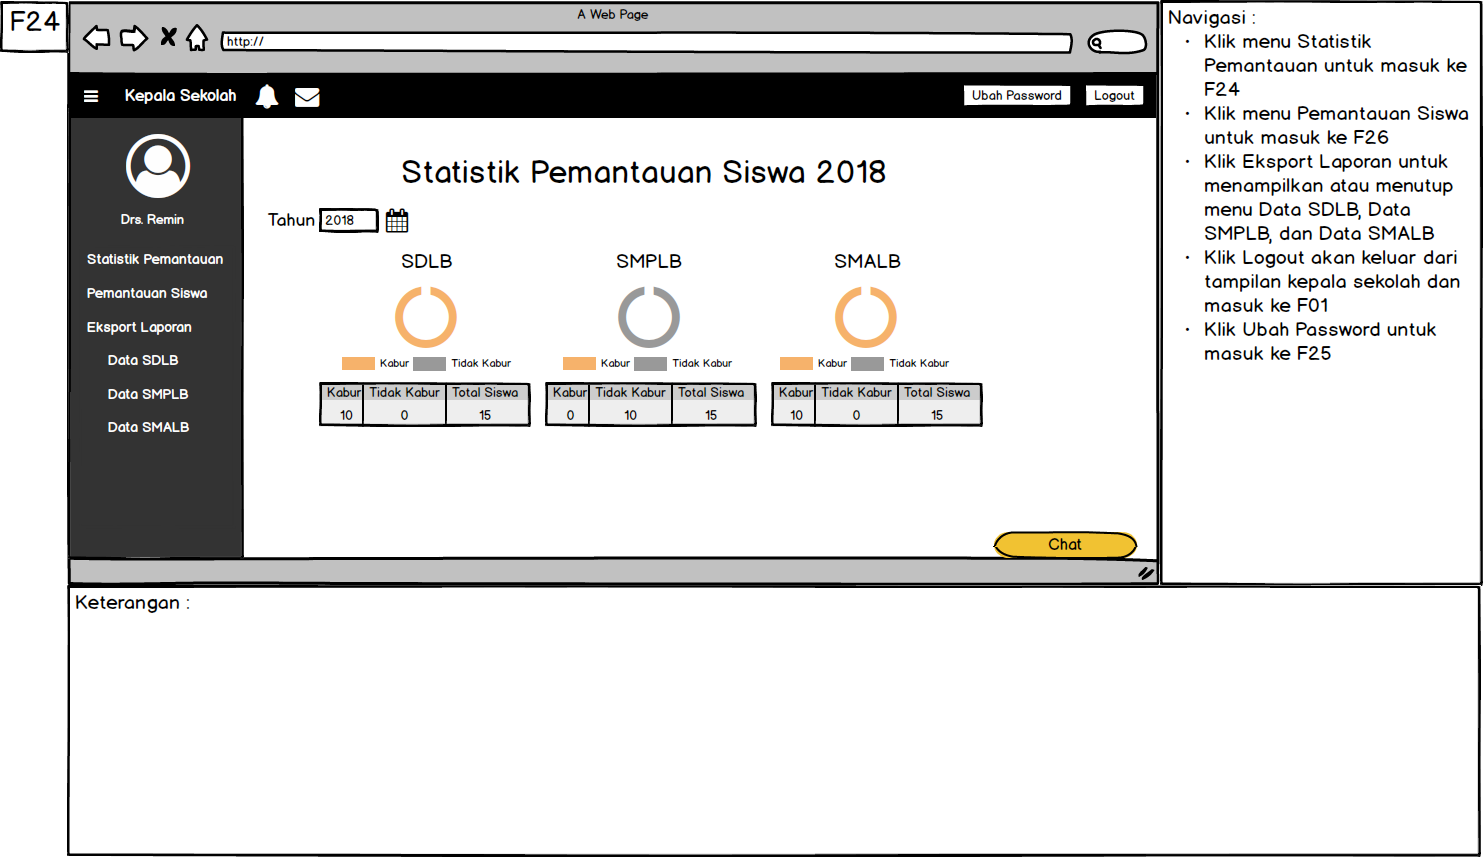 F24
A Web Page
http://
Kepala Sekolah
Ubah Password
Logout
Drs. Remin
Statistik Pemantauan
Pemantauan Siswa
Eksport Laporan
Data SDLB
Data SMPLB
Data SMALB
Statistik Pemantauan Siswa 2018
Tahun 2018
SDLB SMPLB SMALB
Kabur Tidak Kabur Kabur Tidak Kabur Kabur Tidak Kabur
Kabur Tidak Kabur Total Siswa Kabur Tidak Kabur Total Siswa Kabur Tidak Kabur Total Siswa
10 0 15 0 10 15 10 0 15
Chat
Navigasi :
· Klik menu Statistik
Pemantauan untuk masuk ke
F24
· Klik menu Pemantauan Siswa
untuk masuk ke F26
· Klik Eksport Laporan untuk
menampilkan atau menutup
menu Data SDLB, Data
SMPLB, dan Data SMALB
· Klik Logout akan keluar dari
tampilan kepala sekolah dan
masuk ke F01
· Klik Ubah Password untuk
masuk ke F25
Keterangan :